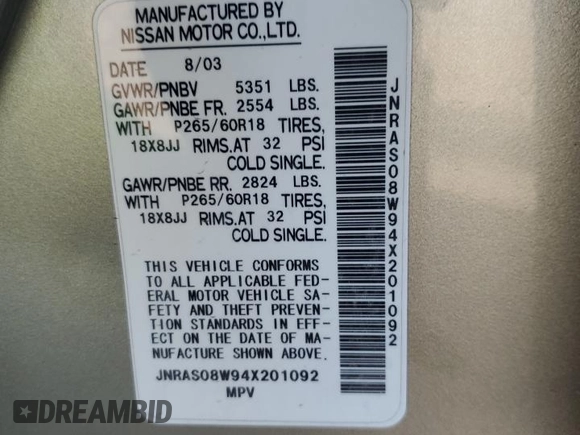 MANUFACTURED BY
NISSAN MOTOR CO.,LTD.
DATE 8/03
GVWR/PNBV 5351 LBS.
GAWR/PNBE FR. 2554 LBS.
WITH P265/60R18 TIRES,
18X8JJ RIMS.AT 32 PSI
COLD SINGLE.
GAWR/PNBE RR. 2824 LBS.
WITH P265/60R18 TIRES,
18X8JJ RIMS.AT 32 PSI
COLD SINGLE.
THIS VEHICLE CONFORMS
TO ALL APPLICABLE FED-
ERAL MOTOR VEHICLE SA-
FETY AND THEFT PREVEN-
TION STANDARDS IN EFF-
ECT ON THE DATE OF MA-
NUFACTURE SHOWN ABOVE.
JNRAS08W94X201092
MPV
JNRAS08W94X201092
DREAMBID